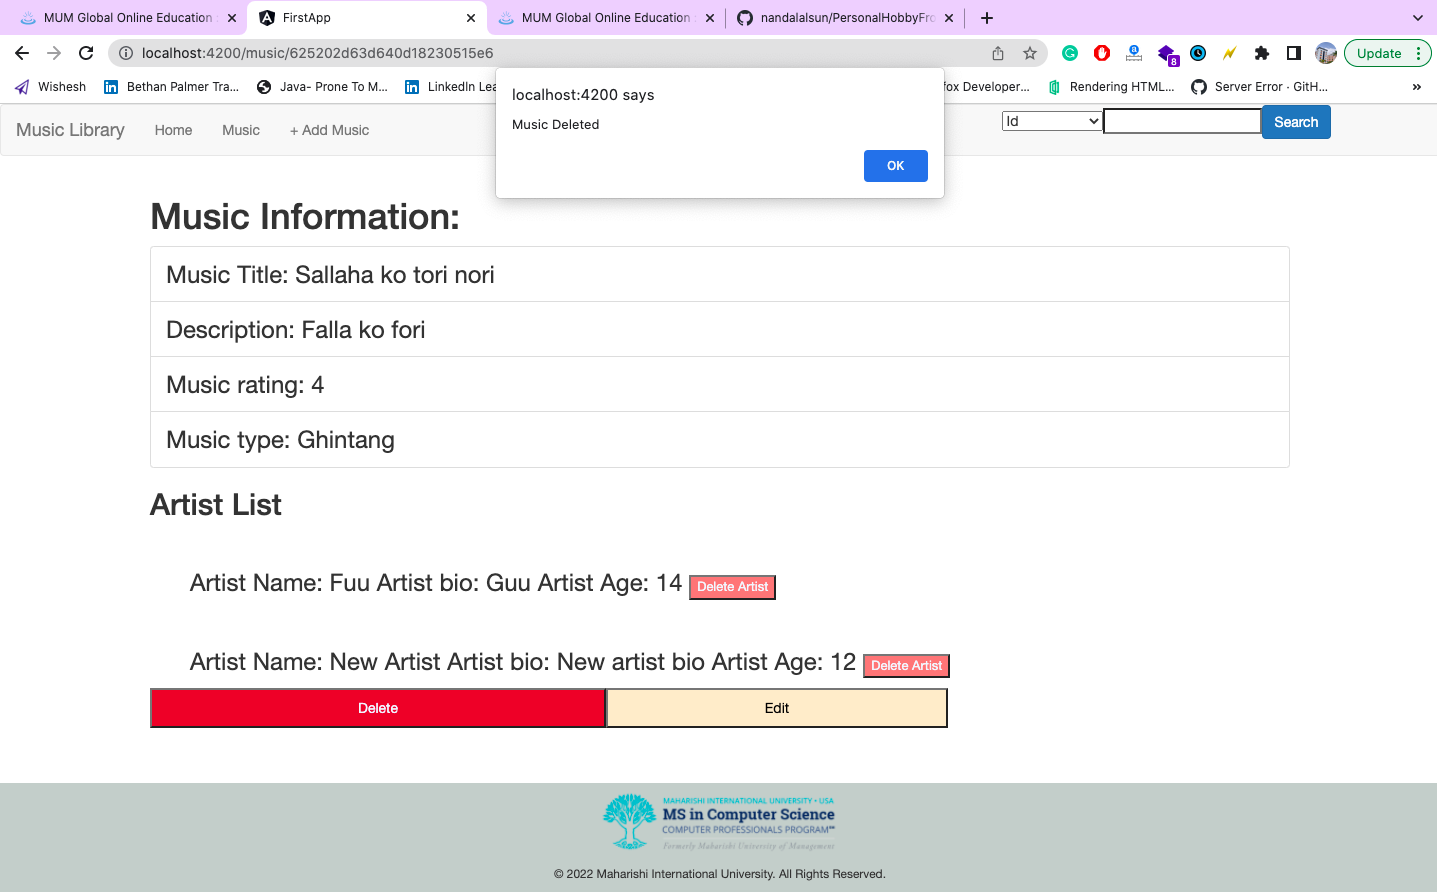 MUM Global Online Education
FirstApp
MUM Global Online Education
nandalalsun/PersonalHobbyFro
localhost:4200/music/625202d63d640d18230515e6
8
Update
Wishesh
Bethan Palmer Tra...
Java- Prone To M...
LinkedIn Lea
fox Developer...
Rendering HTML...
Server Error · GitH...
»
localhost:4200 says
Music Deleted
OK
Music Library
Home
Music
+ Add Music
Id
Search
Music Information:
Music Title: Sallaha ko tori nori
Description: Falla ko fori
Music rating: 4
Music type: Ghintang
Artist List
Artist Name: Fuu Artist bio: Guu Artist Age: 14 Delete Artist
Artist Name: New Artist Artist bio: New artist bio Artist Age: 12 Delete Artist
Delete
Edit
MAHARISHI INTERNATIONAL UNIVERSITY • USA
MS in Computer Science
COMPUTER PROFESSIONALS PROGRAM℠
Formerly Maharishi University of Management
© 2022 Maharishi International University. All Rights Reserved.